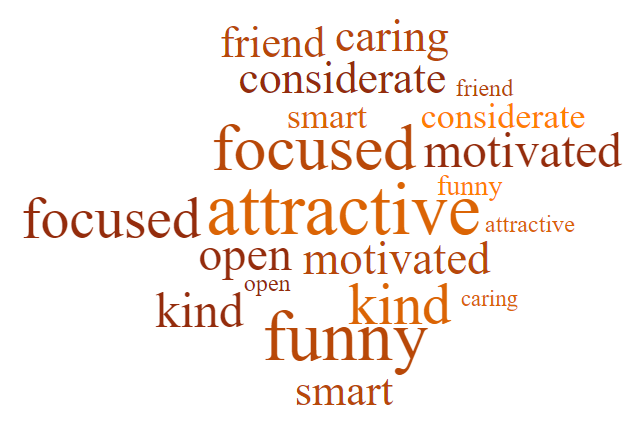 friend caring
considerate friend
smart considerate
focused motivated
funny
focused attractive attractive
open motivated
open
kind kind caring
funny
smart